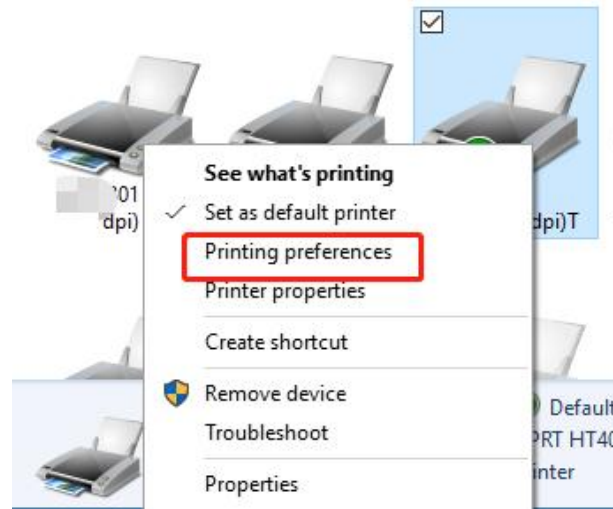 See what's printing
Set as default printer
Printing preferences
Printer properties
Create shortcut
Remove device
Troubleshoot
Properties
01
dpi)
dpi)T
Default
PRT HT40
inter